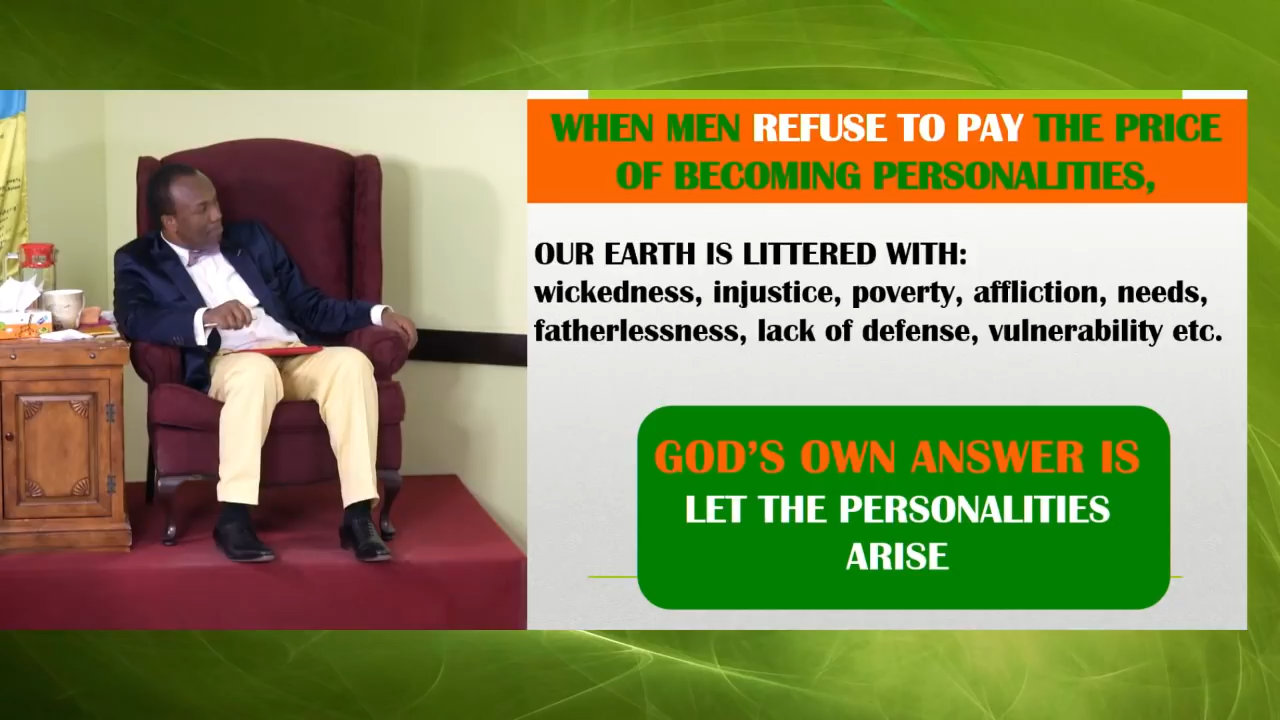 WHEN MEN REFUSE TO PAY THE PRICE
OF BECOMING PERSONALITIES,
OUR EARTH IS LITTERED WITH:
wickedness, injustice, poverty, affliction, needs,
fatherlessness, lack of defense, vulnerability etc.
GOD'S OWN ANSWER IS
LET THE PERSONALITIES
ARISE